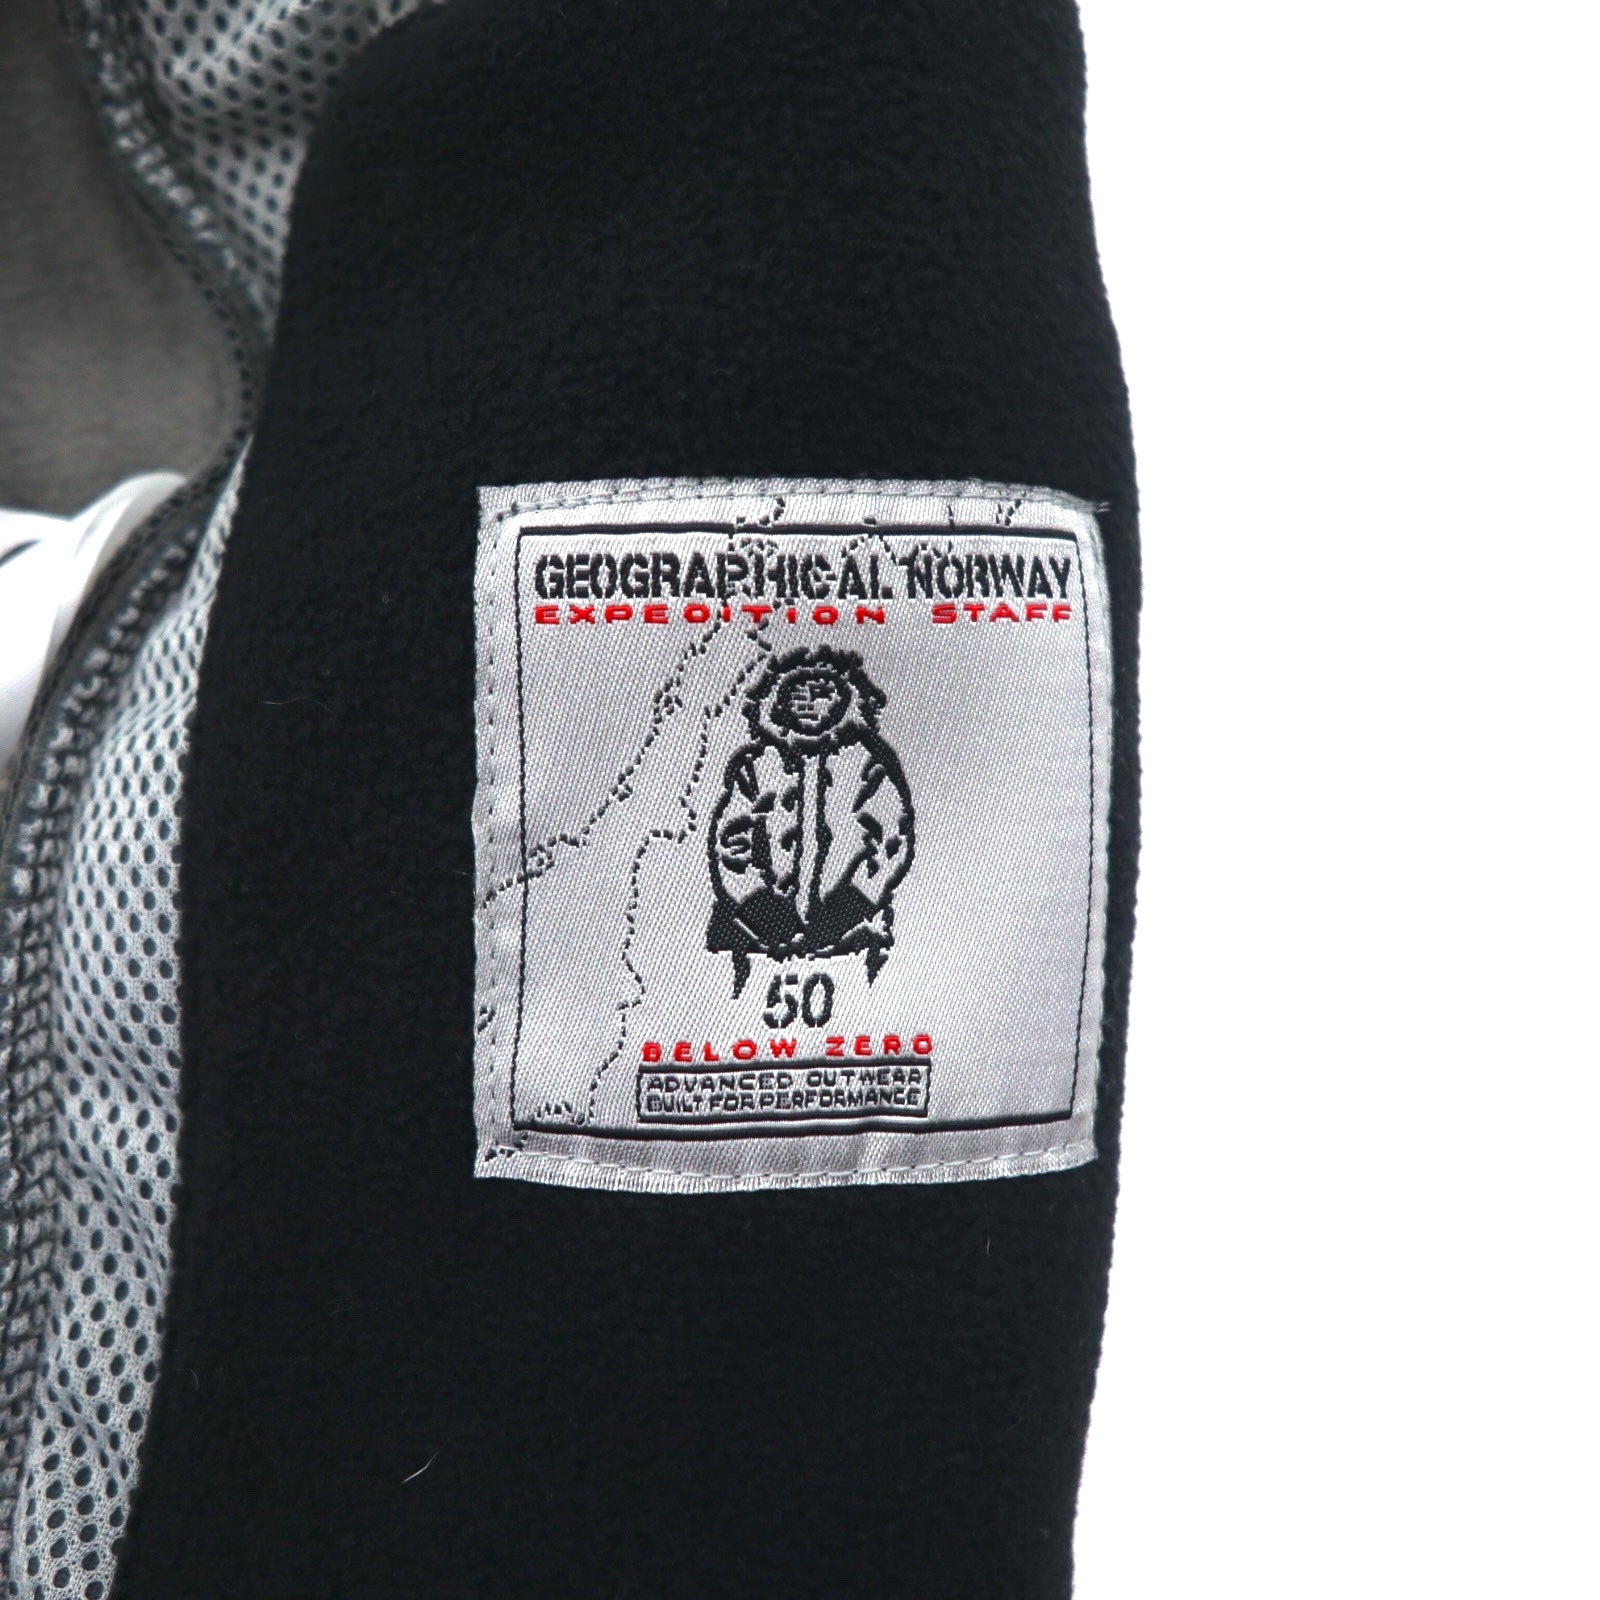 GEOGRAPHICAL NORWAY
EXPEDITION STAFF
50
BELOW ZERO
ADVANCED OUTWEAR
BUILT FOR PERFORMANCE